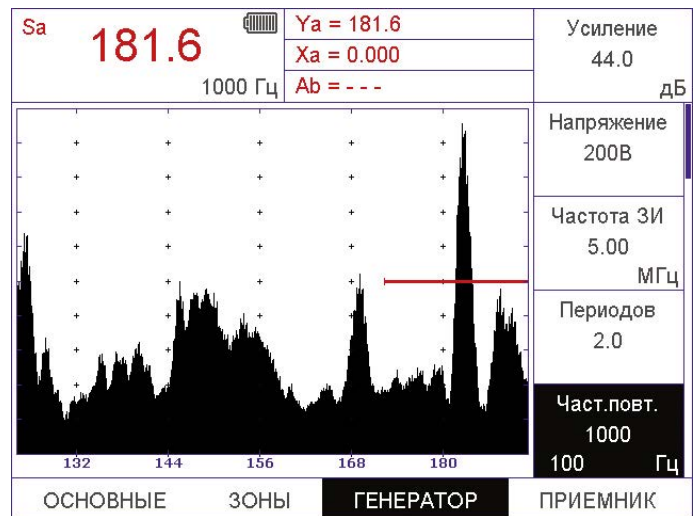 Sa
181.6
1000 Гц
Ya = 181.6
Xa = 0.000
Ab = - - -
Усиление
44.0
дБ
Напряжение
200В
Частота ЗИ
5.00
МГц
Периодов
2.0
Част.повт.
1000
100 Гц
132 144 156 168 180
ОСНОВНЫЕ ЗОНЫ ГЕНЕРАТОР ПРИЕМНИК